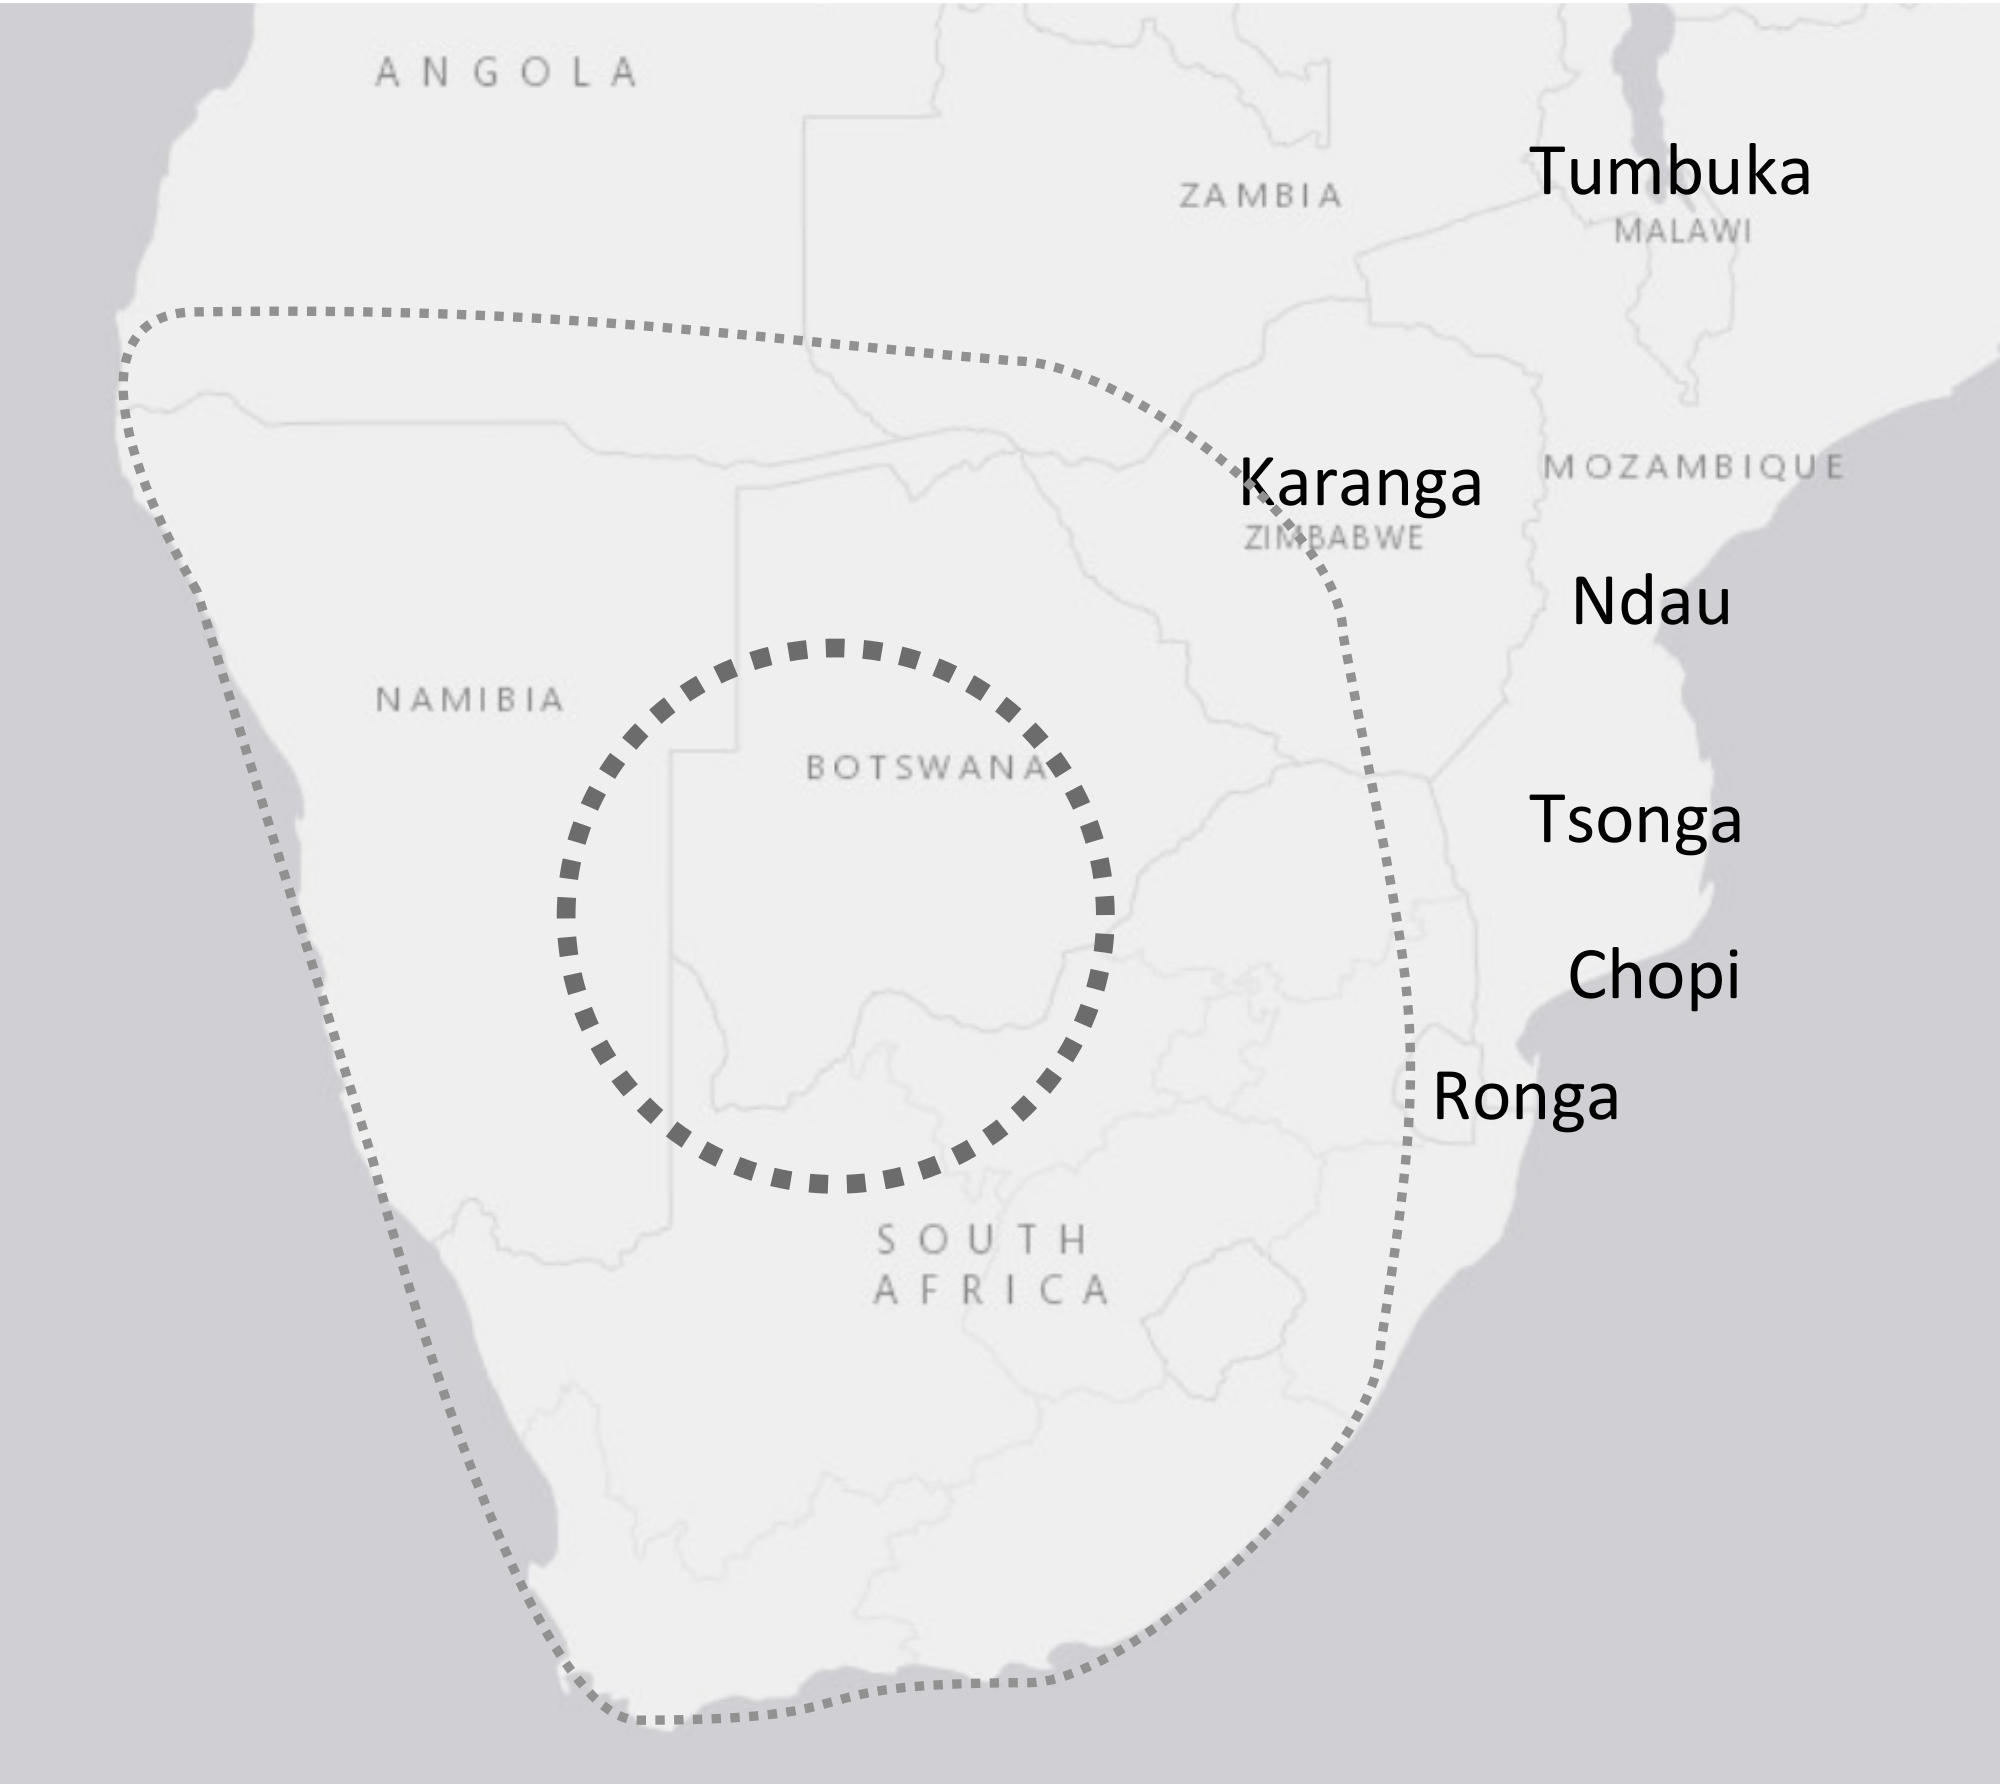 ANGOLA
Tumbuka
ZAMBIA
MALAWI
Karanga
MOZAMBIQUE
ZIMBABWE
Ndau
NAMIBIA
BOTSWANA
Tsonga
Chopi
Ronga
SOUTH
AFRICA